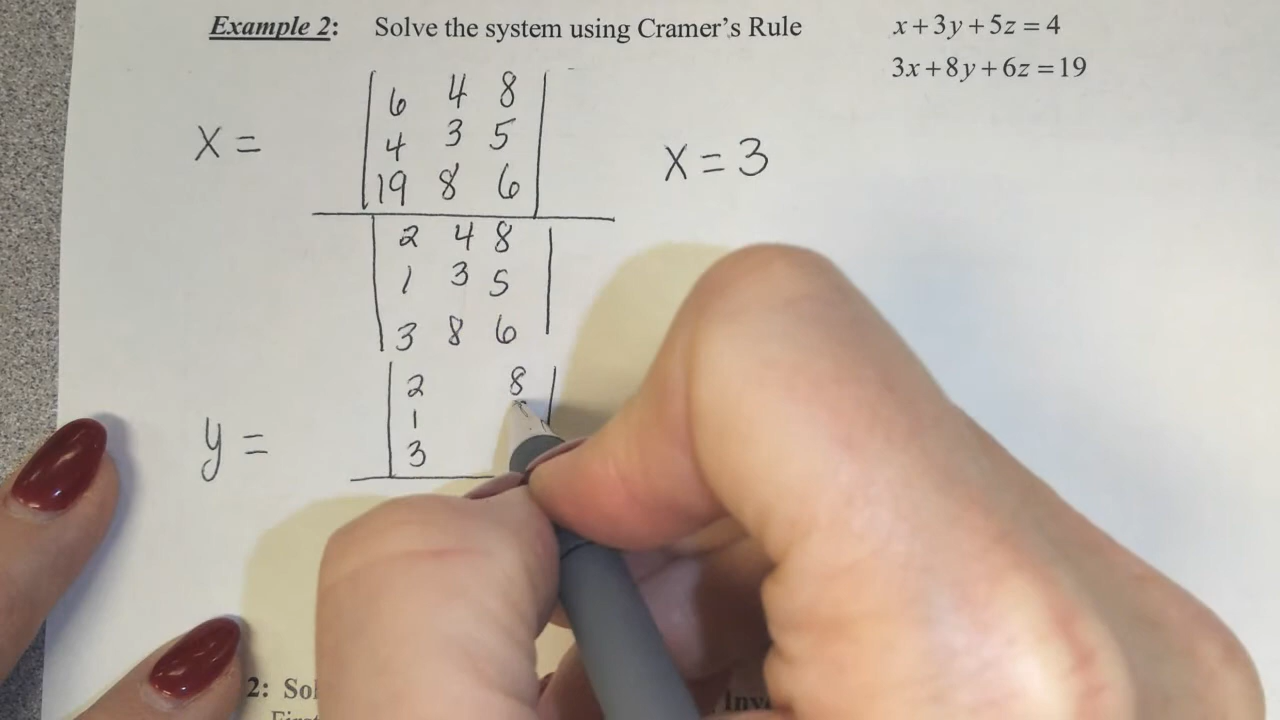 Example 2: Solve the system using Cramer's Rule
x+3y+5z=4
3x+8y+6z=19
x = |6 4 8|
|4 3 5|
|19 8 6|
|2 4 8|
|1 3 5|
|3 8 6|
x = 3
y = |2 8|
|1
|3
2: